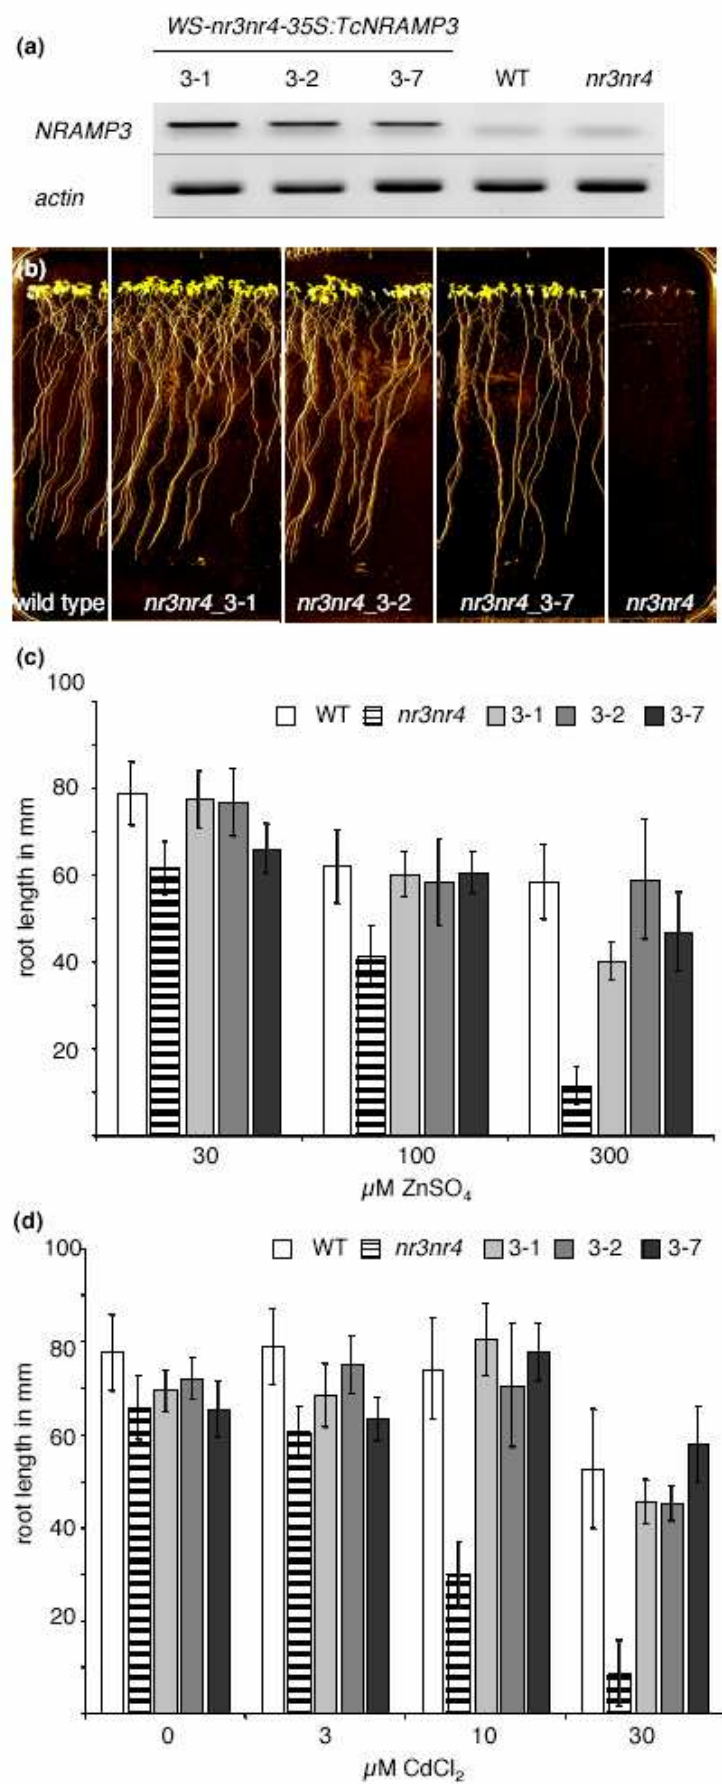 (a)
WS-nr3nr4-35S:TcNRAMP3
3-1 3-2 3-7 WT nr3nr4
NRAMP3
actin
(b)
wild type nr3nr4_3-1 nr3nr4_3-2 nr3nr4_3-7 nr3nr4
(c)
100
WT nr3nr4 3-1 3-2 3-7
80
60
40
20
root length in mm
30 100 300
µM ZnSO₄
(d)
100
WT nr3nr4 3-1 3-2 3-7
80
60
40
20
root length in mm
0 3 10 30
µM CdCl₂